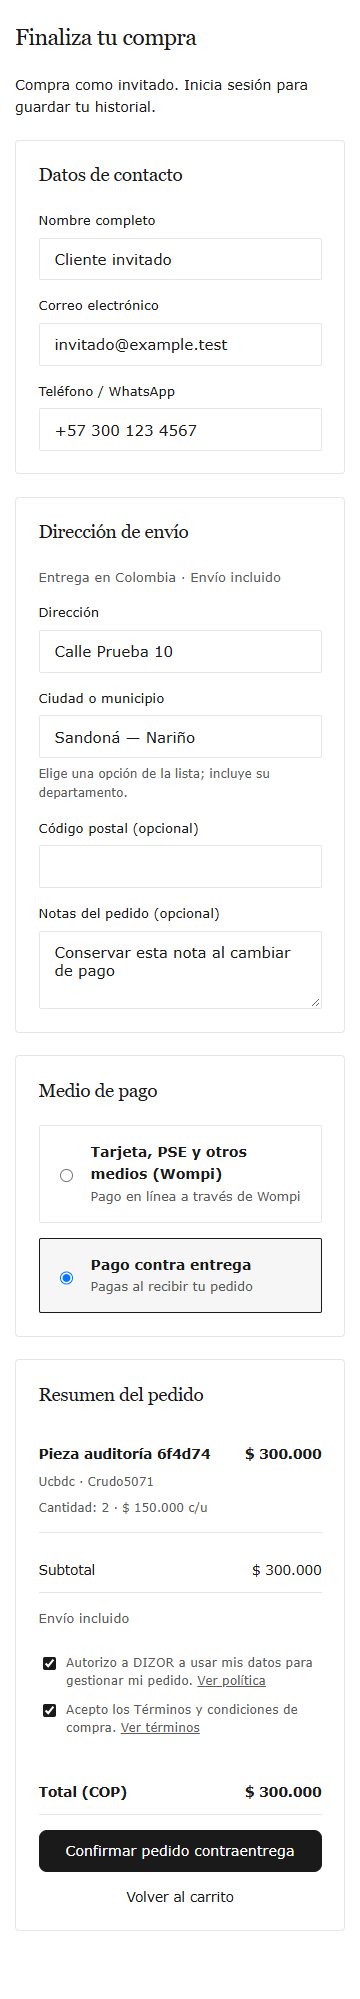 Finaliza tu compra
Compra como invitado. Inicia sesión para
guardar tu historial.
Datos de contacto
Nombre completo
Cliente invitado
Correo electrónico
invitado@example.test
Teléfono / WhatsApp
+57 300 123 4567
Dirección de envío
Entrega en Colombia · Envío incluido
Dirección
Calle Prueba 10
Ciudad o municipio
Sandoná — Nariño
Elige una opción de la lista; incluye su
departamento.
Código postal (opcional)
Notas del pedido (opcional)
Conservar esta nota al cambiar
de pago
Medio de pago
Tarjeta, PSE y otros
medios (Wompi)
Pago en línea a través de Wompi
Pago contra entrega
Pagas al recibir tu pedido
Resumen del pedido
Pieza auditoría 6f4d74 $ 300.000
Ucbdc · Crudo5071
Cantidad: 2 · $ 150.000 c/u
Subtotal $ 300.000
Envío incluido
Autorizo a DIZOR a usar mis datos para
gestionar mi pedido. Ver política
Acepto los Términos y condiciones de
compra. Ver términos
Total (COP) $ 300.000
Confirmar pedido contraentrega
Volver al carrito